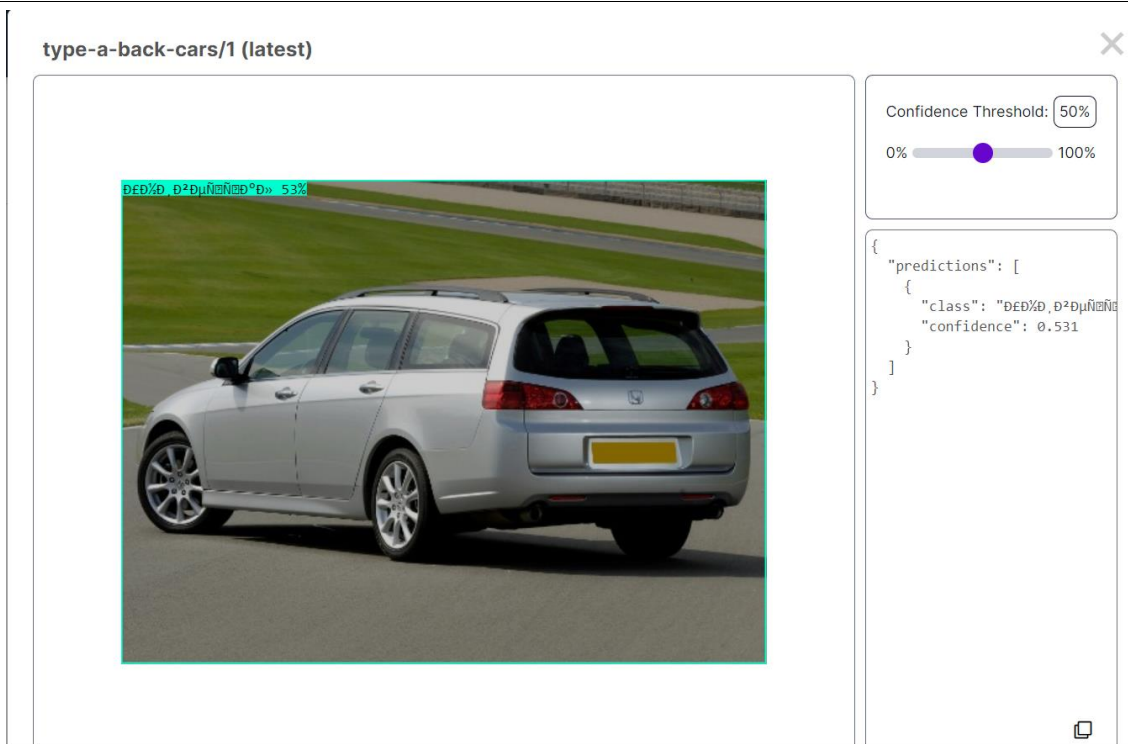 type-a-back-cars/1 (latest)
Confidence Threshold: 50%
0% 100%
53%
{
"predictions": [
{
"class": "
"confidence": 0.531
}
]
}